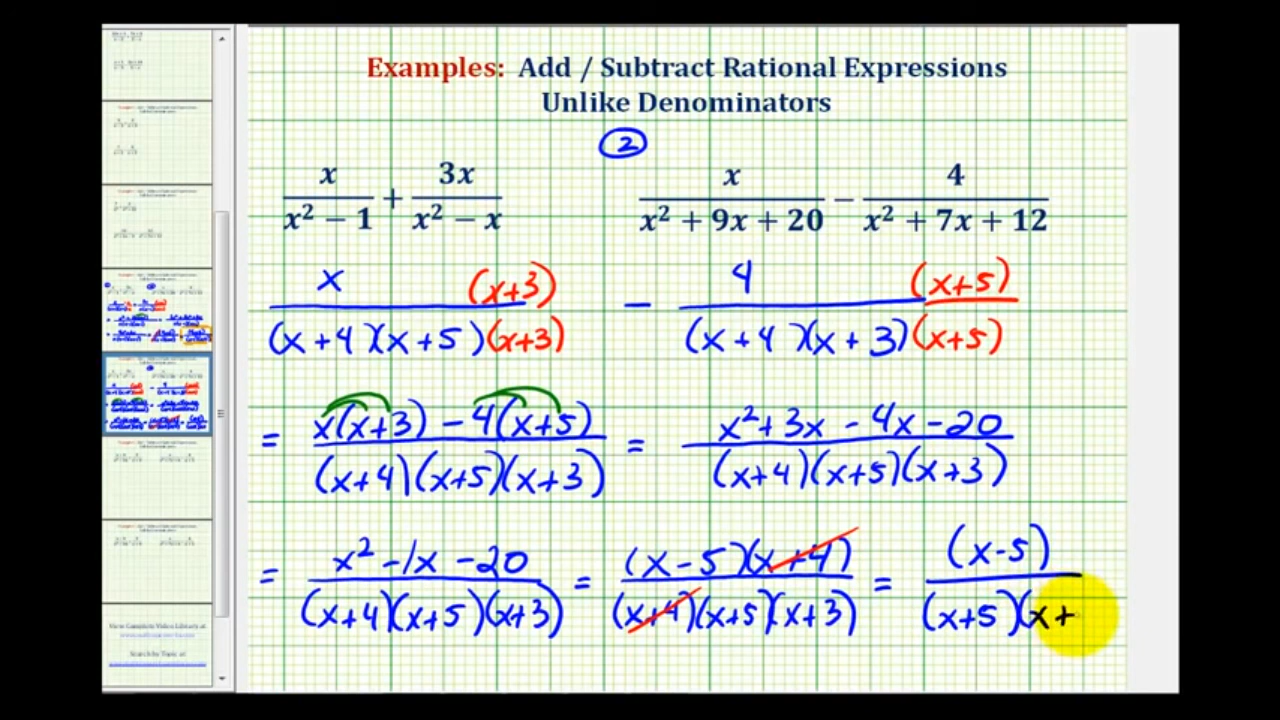 Examples: Add / Subtract Rational Expressions
Unlike Denominators
2
x/(x² − 1) + 3x/(x² − x)
x/(x² + 9x + 20) − 4/(x² + 7x + 12)
x (x+3) / (x+4)(x+5)(x+3) − 4 (x+5) / (x+4)(x+3)(x+5)
= x(x+3) − 4(x+5) / (x+4)(x+5)(x+3) = x² + 3x − 4x − 20 / (x+4)(x+5)(x+3)
= x² − 1x − 20 / (x+4)(x+5)(x+3) = (x−5)(x+4) / (x+4)(x+5)(x+3) = (x-5) / (x+5)(x+